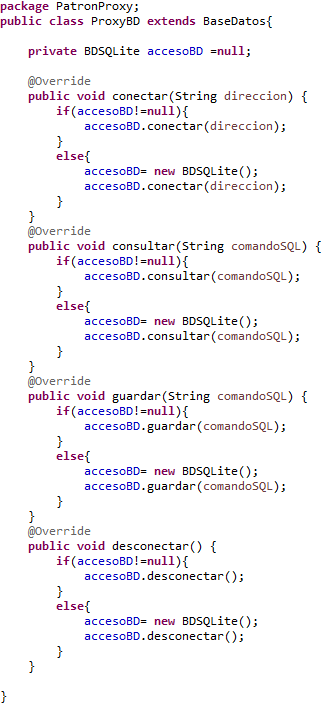 package PatronProxy;
public class ProxyBD extends BaseDatos{
private BDSQLite accesoBD =null;
@Override
public void conectar(String direccion) {
if(accesoBD!=null){
accesoBD.conectar(direccion);
}
else{
accesoBD= new BDSQLite();
accesoBD.conectar(direccion);
}
}
@Override
public void consultar(String comandoSQL) {
if(accesoBD!=null){
accesoBD.consultar(comandoSQL);
}
else{
accesoBD= new BDSQLite();
accesoBD.consultar(comandoSQL);
}
}
@Override
public void guardar(String comandoSQL) {
if(accesoBD!=null){
accesoBD.guardar(comandoSQL);
}
else{
accesoBD= new BDSQLite();
accesoBD.guardar(comandoSQL);
}
}
@Override
public void desconectar() {
if(accesoBD!=null){
accesoBD.desconectar();
}
else{
accesoBD= new BDSQLite();
accesoBD.desconectar();
}
}
}